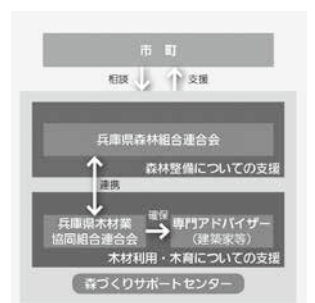 市 町
相談 支援
兵庫県森林組合連合会
森林整備についての支援
連携
兵庫県木材業
協同組合連合会
確保
専門アドバイザー
(建築家等)
木材利用・木育についての支援
森づくりサポートセンター